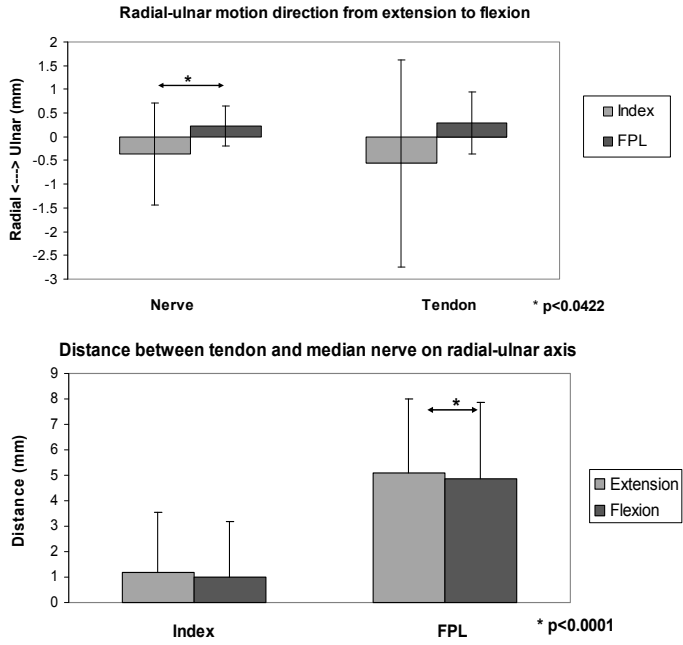 Radial-ulnar motion direction from extension to flexion
Radial <---> Ulnar (mm)
2
1.5
1
0.5
0
-0.5
-1
-1.5
-2
-2.5
-3
*
Index
FPL
Nerve
Tendon
* p<0.0422
Distance between tendon and median nerve on radial-ulnar axis
Distance (mm)
9
8
7
6
5
4
3
2
1
0
*
Extension
Flexion
Index
FPL
* p<0.0001